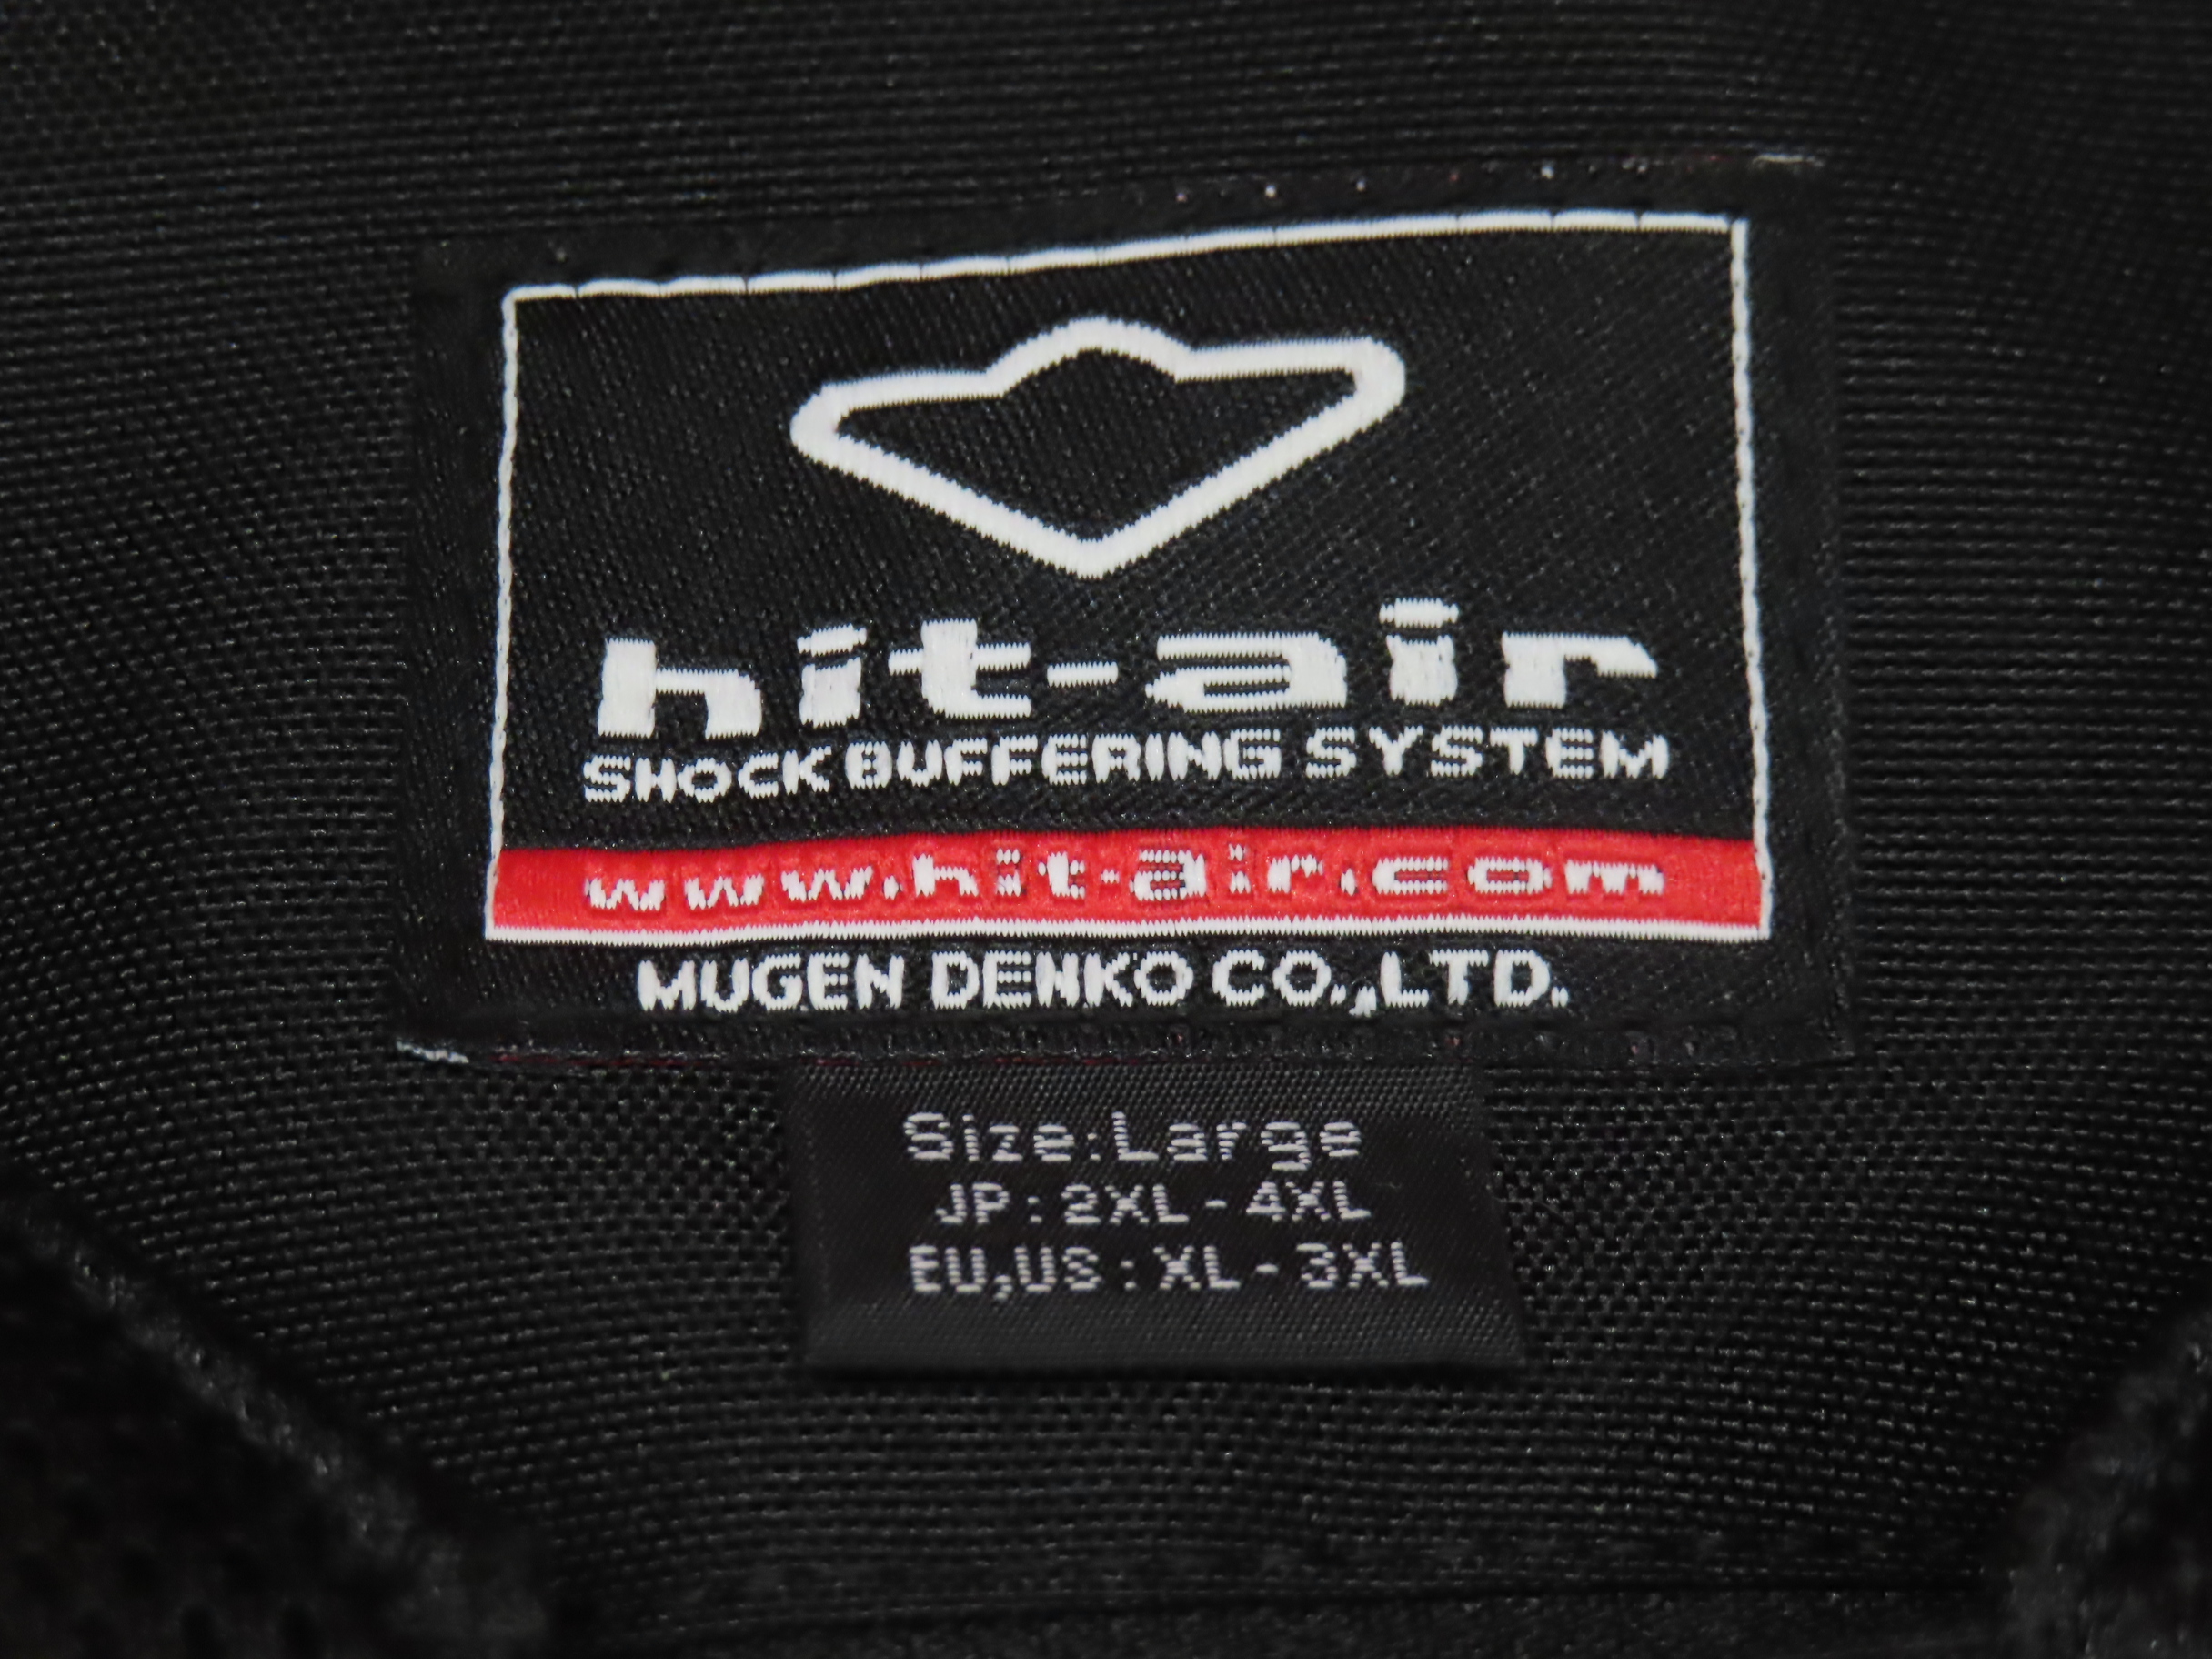 hit-air
SHOCK BUFFERING SYSTEM
www.hit-air.com
MUGEN DENKO CO.,LTD.
Size:Large
JP:2XL-4XL
EU,US:XL-3XL